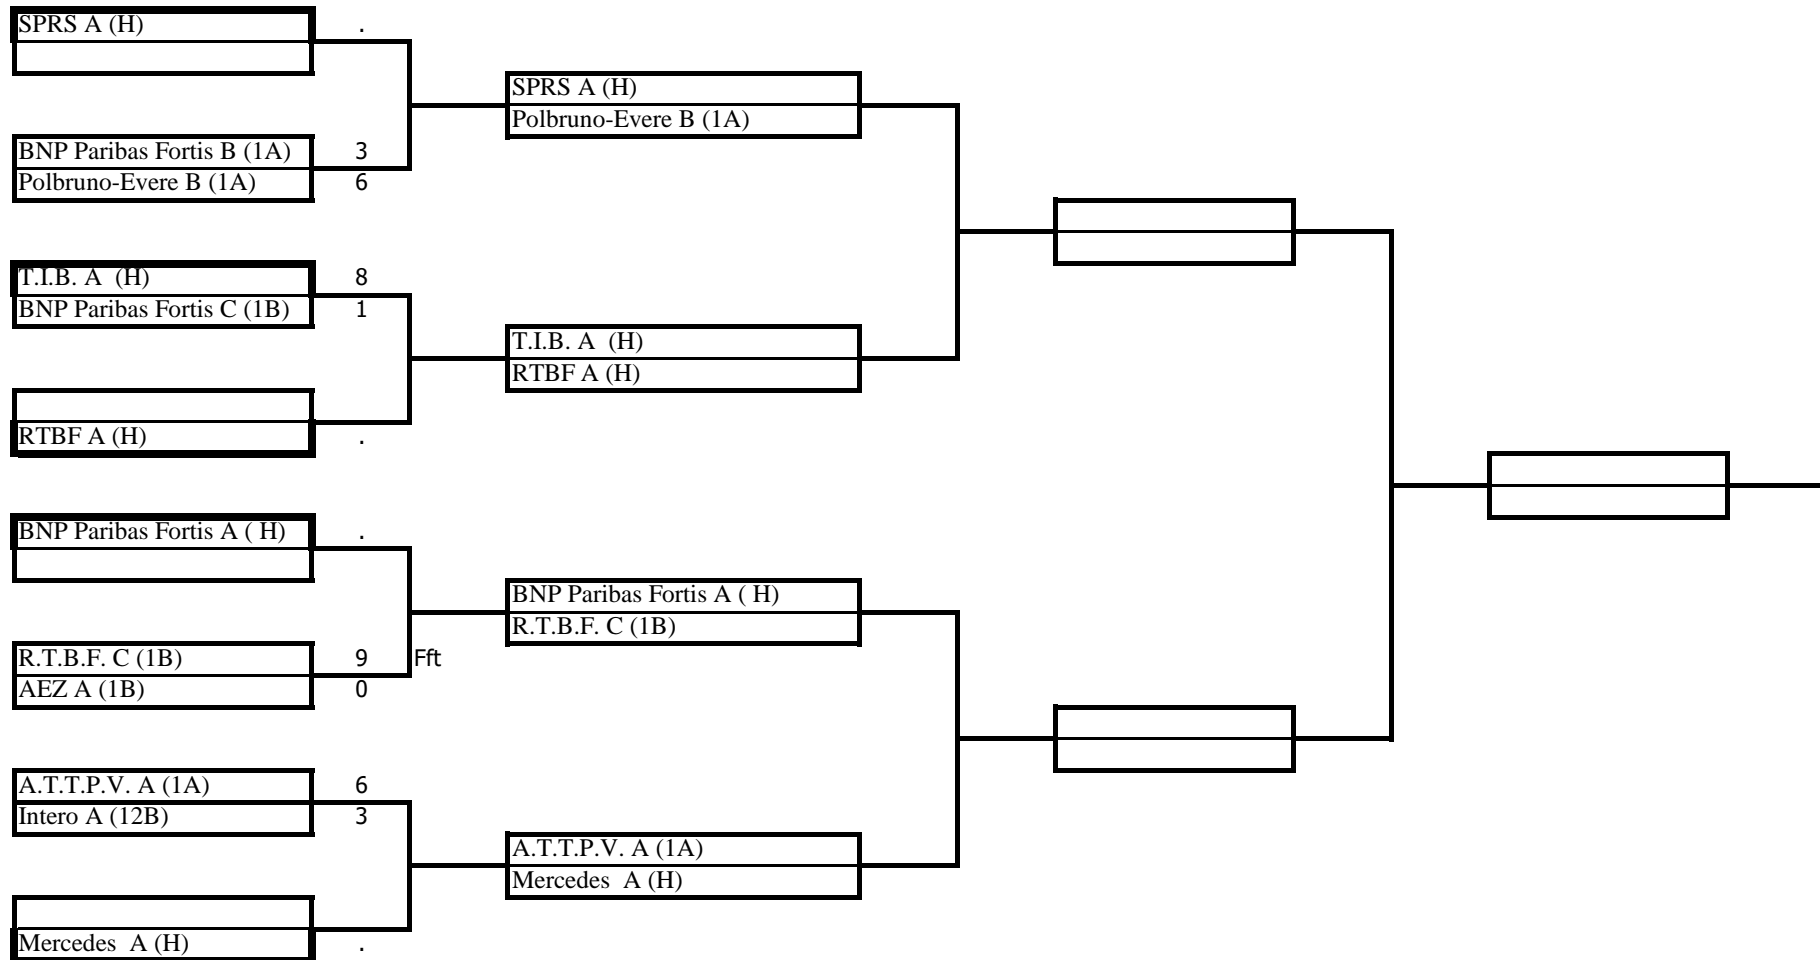 SPRS A (H) .
BNP Paribas Fortis B (1A) 3
Polbruno-Evere B (1A) 6
T.I.B. A (H) 8
BNP Paribas Fortis C (1B) 1
RTBF A (H) .
BNP Paribas Fortis A ( H) .
R.T.B.F. C (1B) 9 Fft
AEZ A (1B) 0
A.T.T.P.V. A (1A) 6
Intero A (12B) 3
Mercedes A (H) .
SPRS A (H)
Polbruno-Evere B (1A)
T.I.B. A (H)
RTBF A (H)
BNP Paribas Fortis A ( H)
R.T.B.F. C (1B)
A.T.T.P.V. A (1A)
Mercedes A (H)